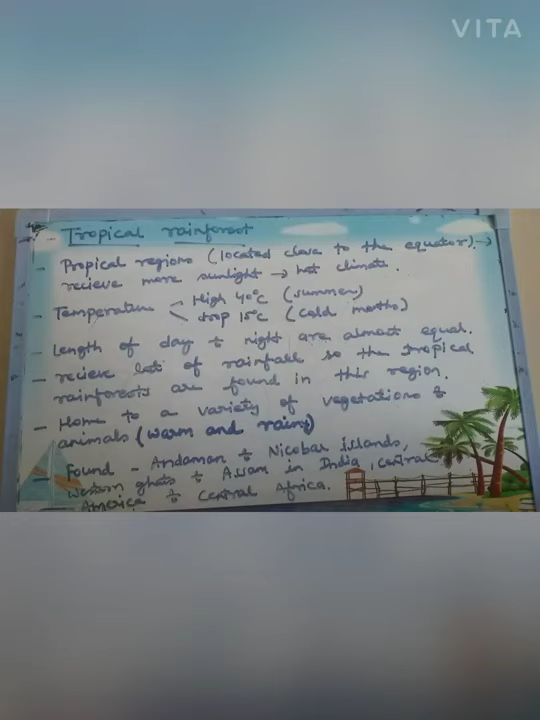 VITA
Tropical rainforest
- Propical regions (located close to the equator). →
recieve more sunlight → hot climate.
- Temperature < High 40°C (summer)
drop 15°C (cold months)
- Length of day & night are almost equal.
- recieve lot of rainfall so the tropical
rainforests are found in this region.
- Home to a variety of vegetations &
animals (warm and rainy)
- Found - Andaman & Nicobar islands,
western ghats & Assam in India, central
America & Central Africa.